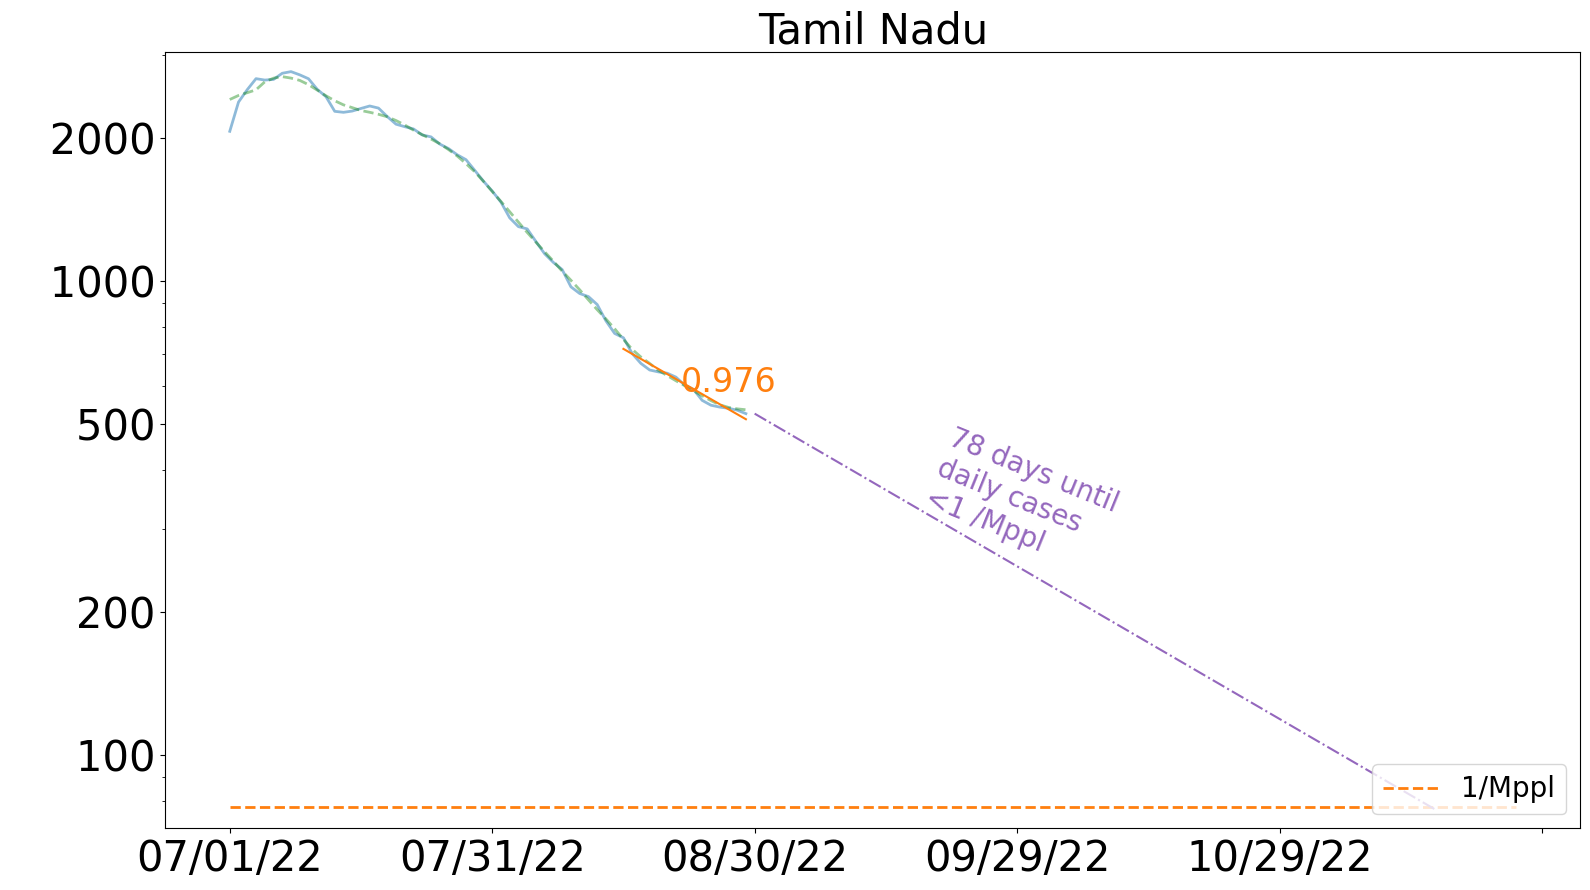 Tamil Nadu
2000
1000
500
200
100
0.976
78 days until
daily cases
<1 /Mppl
1/Mppl
07/01/22
07/31/22
08/30/22
09/29/22
10/29/22